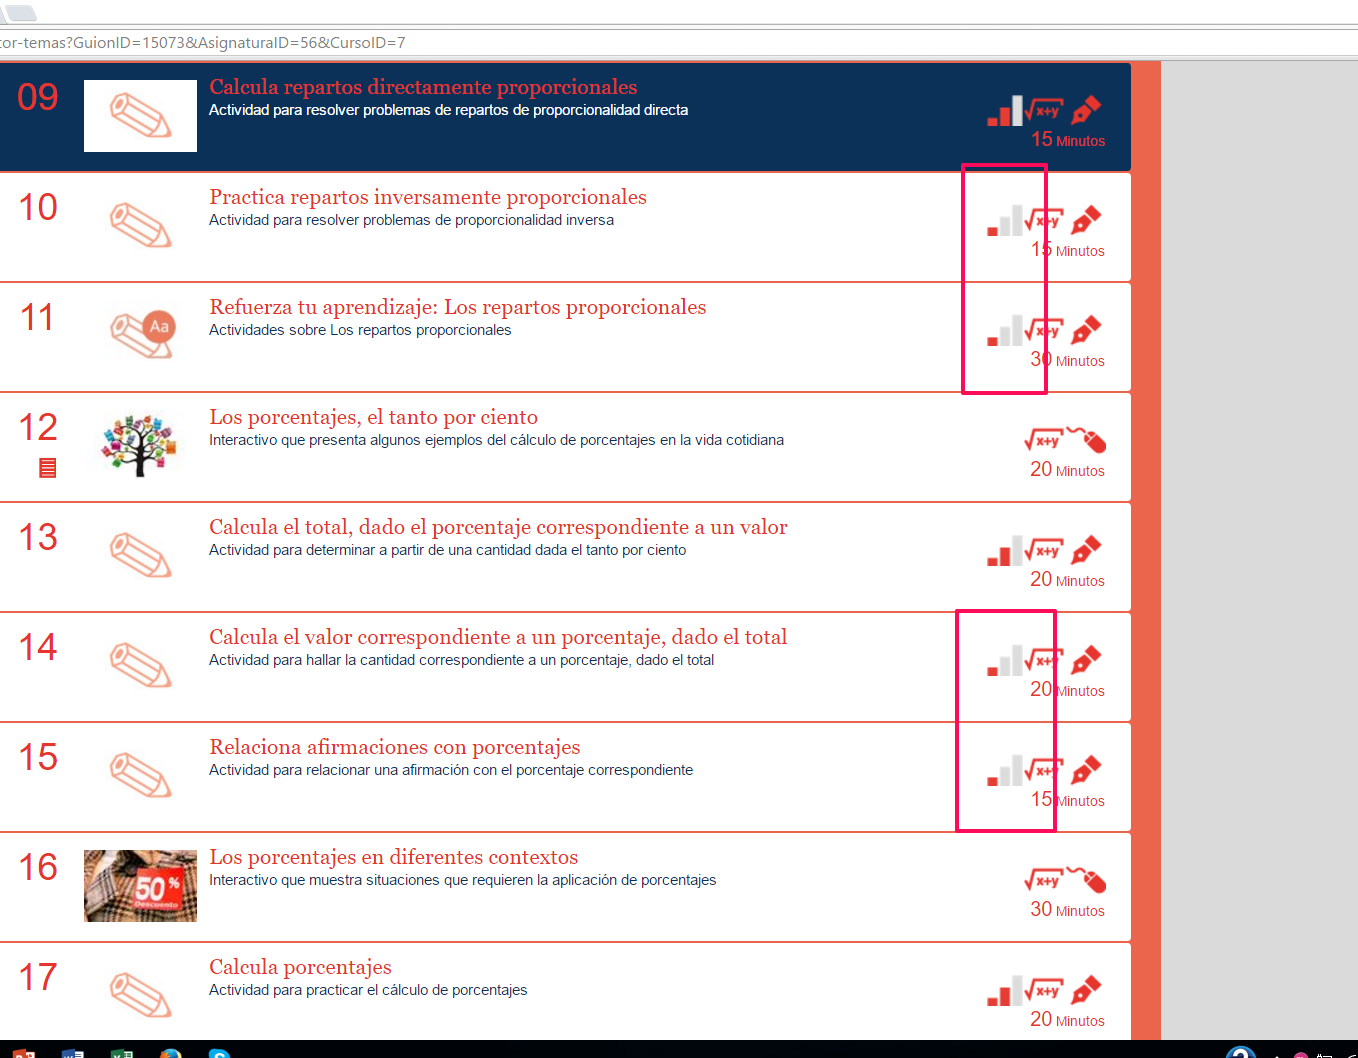 tor-temas?GuionID=15073&AsignaturaID=56&CursoID=7
09
Calcula repartos directamente proporcionales
Actividad para resolver problemas de repartos de proporcionalidad directa
√x+y
15 Minutos
10
Practica repartos inversamente proporcionales
Actividad para resolver problemas de proporcionalidad inversa
√x+y
15 Minutos
11
Aa
Refuerza tu aprendizaje: Los repartos proporcionales
Actividades sobre Los repartos proporcionales
√x+y
30 Minutos
12
Los porcentajes, el tanto por ciento
Interactivo que presenta algunos ejemplos del cálculo de porcentajes en la vida cotidiana
√x+y
20 Minutos
13
Calcula el total, dado el porcentaje correspondiente a un valor
Actividad para determinar a partir de una cantidad dada el tanto por ciento
√x+y
20 Minutos
14
Calcula el valor correspondiente a un porcentaje, dado el total
Actividad para hallar la cantidad correspondiente a un porcentaje, dado el total
√x+y
20 Minutos
15
Relaciona afirmaciones con porcentajes
Actividad para relacionar una afirmación con el porcentaje correspondiente
√x+y
15 Minutos
16
50%
Descuento
Los porcentajes en diferentes contextos
Interactivo que muestra situaciones que requieren la aplicación de porcentajes
√x+y
30 Minutos
17
Calcula porcentajes
Actividad para practicar el cálculo de porcentajes
√x+y
20 Minutos